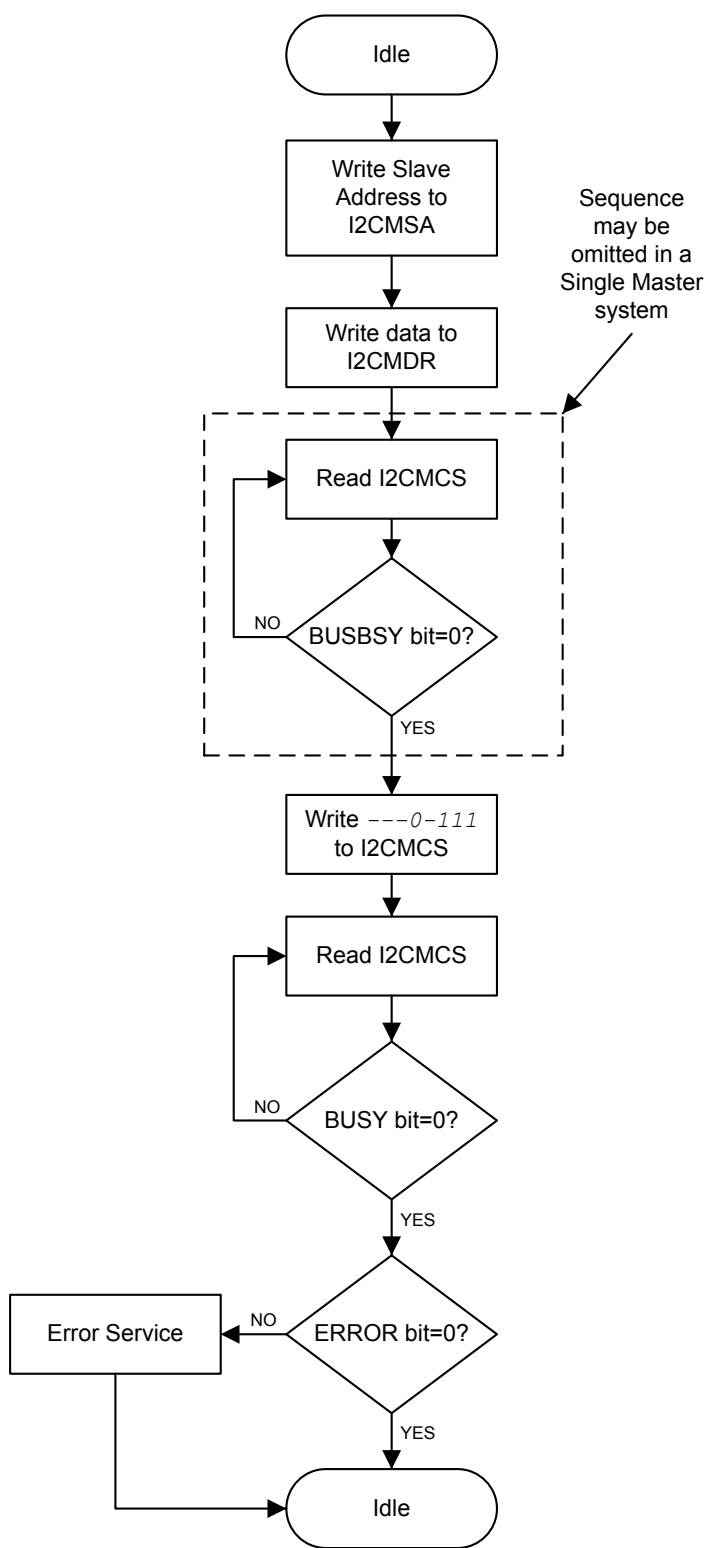 Idle
Write Slave
Address to
I2CMSA
Sequence
may be
omitted in a
Single Master
system
Write data to
I2CMDR
Read I2CMCS
NO
BUSBSY bit=0?
YES
Write ---0-111
to I2CMCS
Read I2CMCS
NO
BUSY bit=0?
YES
Error Service
NO
ERROR bit=0?
YES
Idle